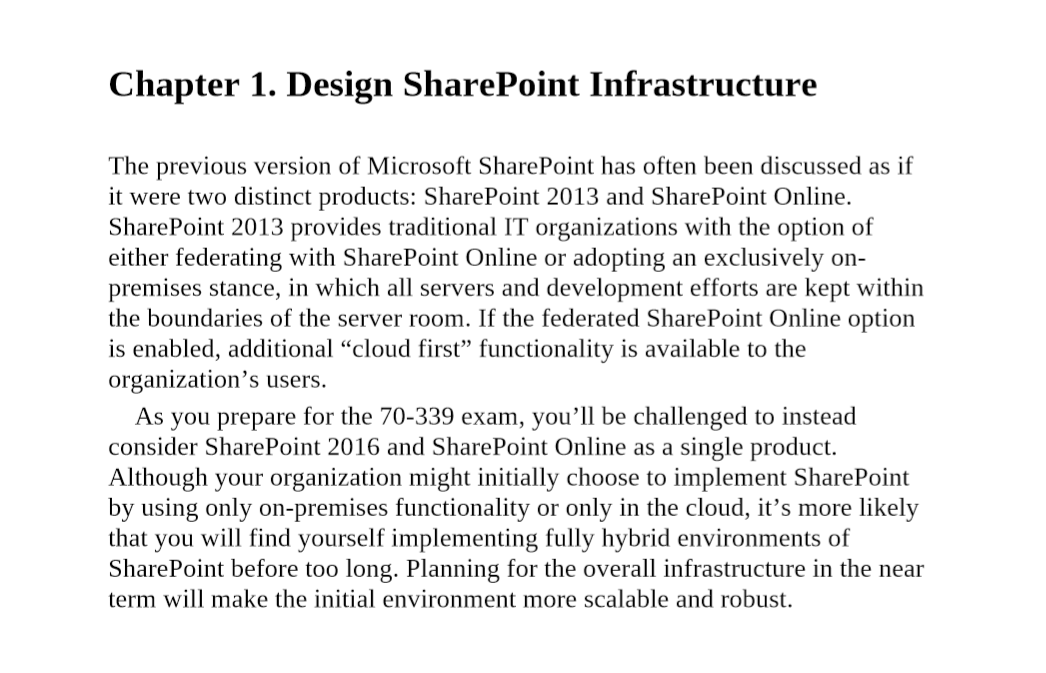 Chapter 1. Design SharePoint Infrastructure
The previous version of Microsoft SharePoint has often been discussed as if
it were two distinct products: SharePoint 2013 and SharePoint Online.
SharePoint 2013 provides traditional IT organizations with the option of
either federating with SharePoint Online or adopting an exclusively on-
premises stance, in which all servers and development efforts are kept within
the boundaries of the server room. If the federated SharePoint Online option
is enabled, additional “cloud first” functionality is available to the
organization’s users.
As you prepare for the 70-339 exam, you’ll be challenged to instead
consider SharePoint 2016 and SharePoint Online as a single product.
Although your organization might initially choose to implement SharePoint
by using only on-premises functionality or only in the cloud, it’s more likely
that you will find yourself implementing fully hybrid environments of
SharePoint before too long. Planning for the overall infrastructure in the near
term will make the initial environment more scalable and robust.